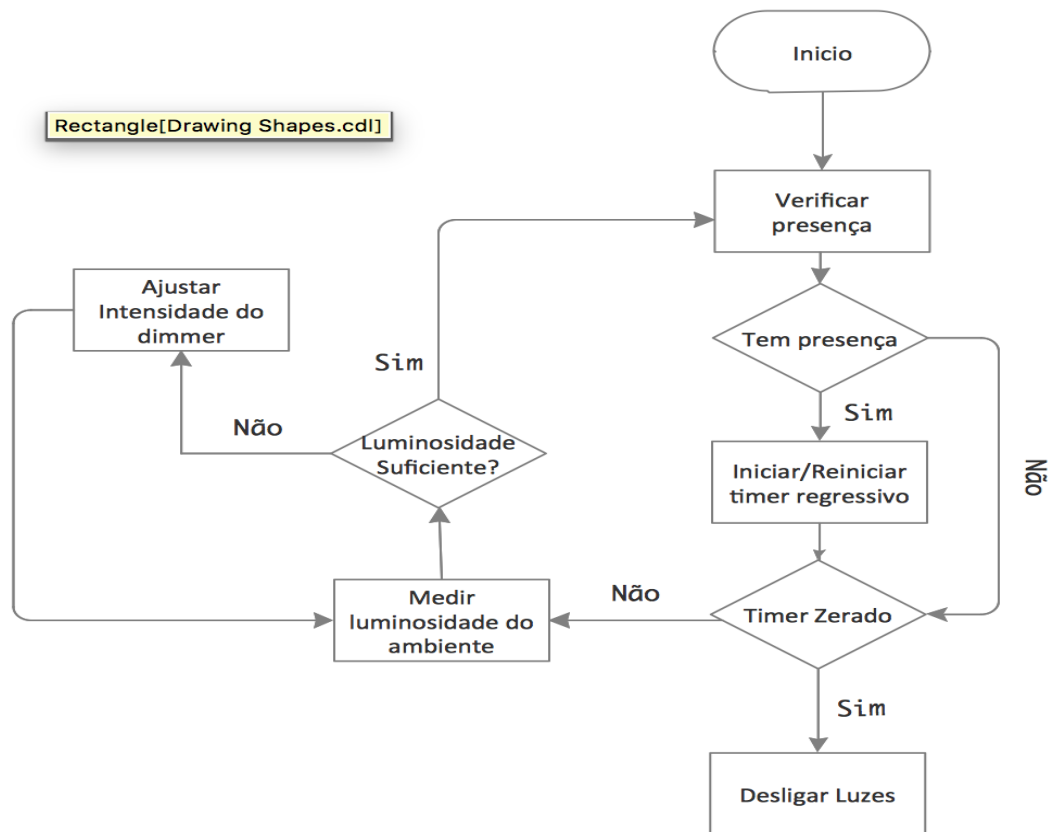 Inicio
Rectangle[Drawing Shapes.cdl]
Verificar
presença
Ajustar
Intensidade do
dimmer
Tem presença
Sim
Sim
Não
Luminosidade
Suficiente?
Iniciar/Reiniciar
timer regressivo
Não
Medir
luminosidade do
ambiente
Não
Timer Zerado
Sim
Desligar Luzes